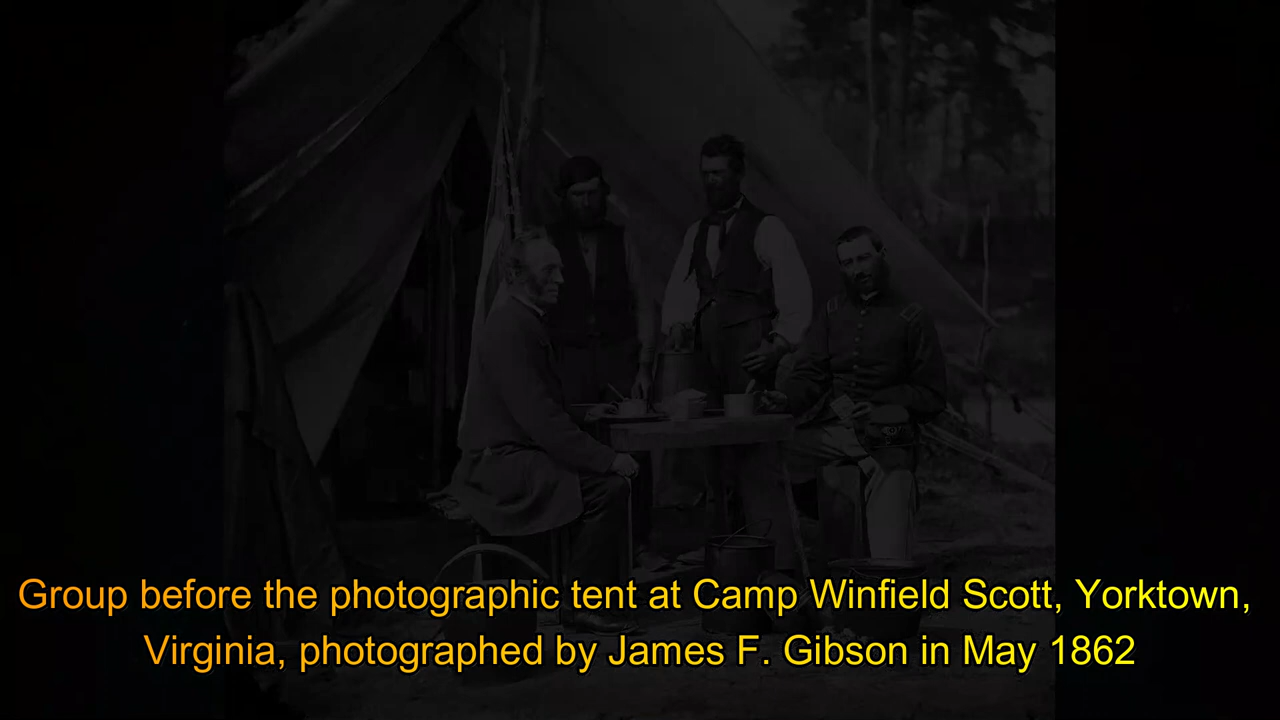 Group before the photographic tent at Camp Winfield Scott, Yorktown,
Virginia, photographed by James F. Gibson in May 1862